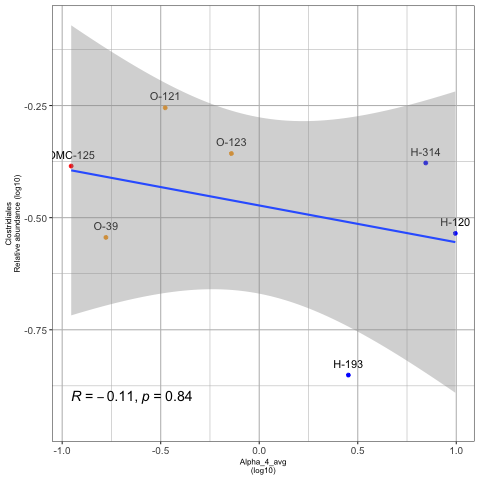 -0.25
-0.50
-0.75
Clostridiales
Relative abundance (log10)
O-121
O-123
OMC-125
H-314
O-39
H-120
H-193
R = −0.11, p = 0.84
-1.0 -0.5 0.0 0.5 1.0
Alpha_4_avg
(log10)